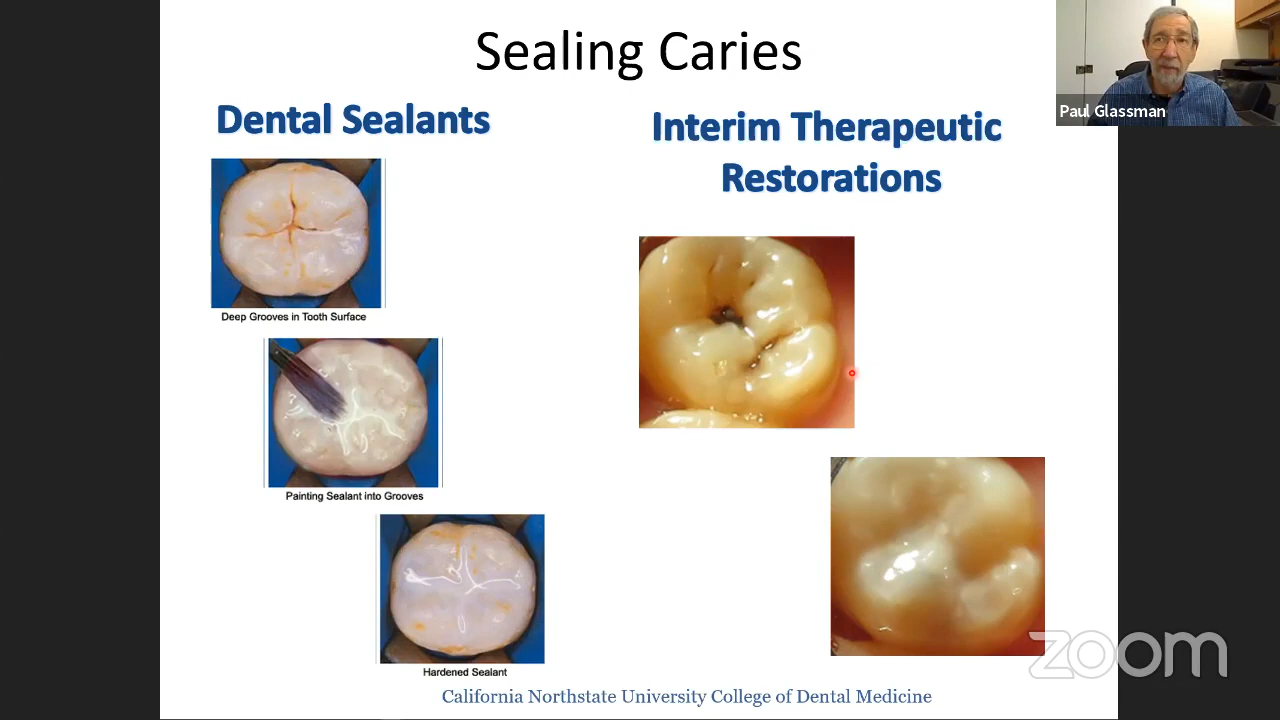 Sealing Caries
Paul Glassman
Dental Sealants
Deep Grooves in Tooth Surface
Painting Sealant into Grooves
Hardened Sealant
Interim Therapeutic
Restorations
California Northstate University College of Dental Medicine
zoom